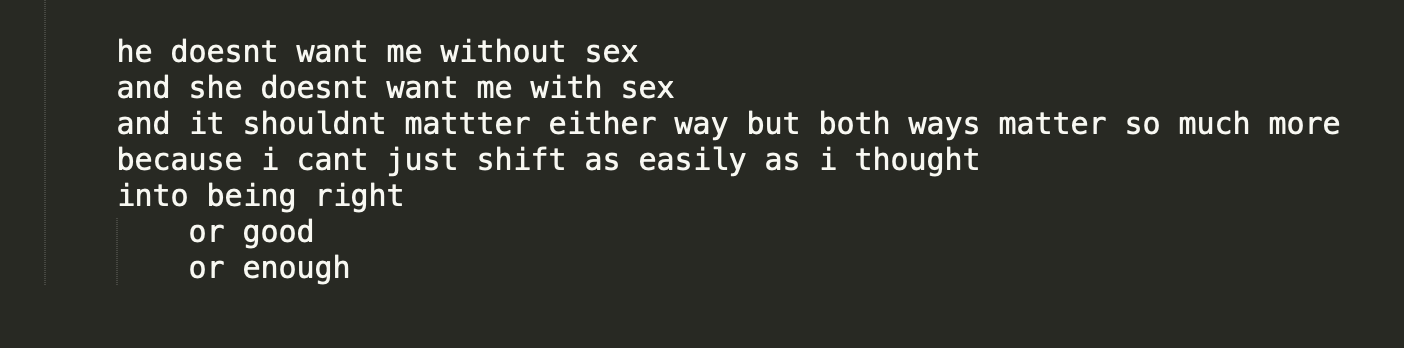 he doesnt want me without sex
and she doesnt want me with sex
and it shouldnt mattter either way but both ways matter so much more
because i cant just shift as easily as i thought
into being right
or good
or enough